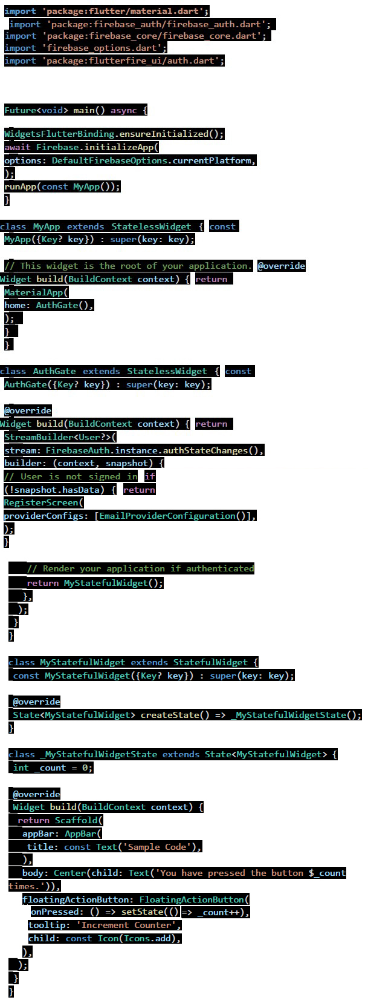 import 'package:flutter/material.dart';
import 'package:firebase_auth/firebase_auth.dart';
import 'package:firebase_core/firebase_core.dart';
import 'firebase_options.dart';
import 'package:flutterfire_ui/auth.dart';
Future<void> main() async {
WidgetsFlutterBinding.ensureInitialized();
await Firebase.initializeApp(
options: DefaultFirebaseOptions.currentPlatform,
);
runApp(const MyApp());
}
class MyApp extends StatelessWidget { const
MyApp({Key? key}) : super(key: key);
// This widget is the root of your application. @override
Widget build(BuildContext context) { return
MaterialApp(
home: AuthGate(),
);
}
}
class AuthGate extends StatelessWidget { const
AuthGate({Key? key}) : super(key: key);
@override
Widget build(BuildContext context) { return
StreamBuilder<User?>(
stream: FirebaseAuth.instance.authStateChanges(),
builder: (context, snapshot) {
// User is not signed in if
(!snapshot.hasData) { return
RegisterScreen(
providerConfigs: [EmailProviderConfiguration()],
);
}
// Render your application if authenticated
return MyStatefulWidget();
},
);
}
}
class MyStatefulWidget extends StatefulWidget {
const MyStatefulWidget({Key? key}) : super(key: key);
@override
State<MyStatefulWidget> createState() => _MyStatefulWidgetState();
}
class _MyStatefulWidgetState extends State<MyStatefulWidget> {
int _count = 0;
@override
Widget build(BuildContext context) {
return Scaffold(
appBar: AppBar(
title: const Text('Sample Code'),
),
body: Center(child: Text('You have pressed the button $_count
times.')),
floatingActionButton: FloatingActionButton(
onPressed: () => setState(() => _count++),
tooltip: 'Increment Counter',
child: const Icon(Icons.add),
),
);
}
}